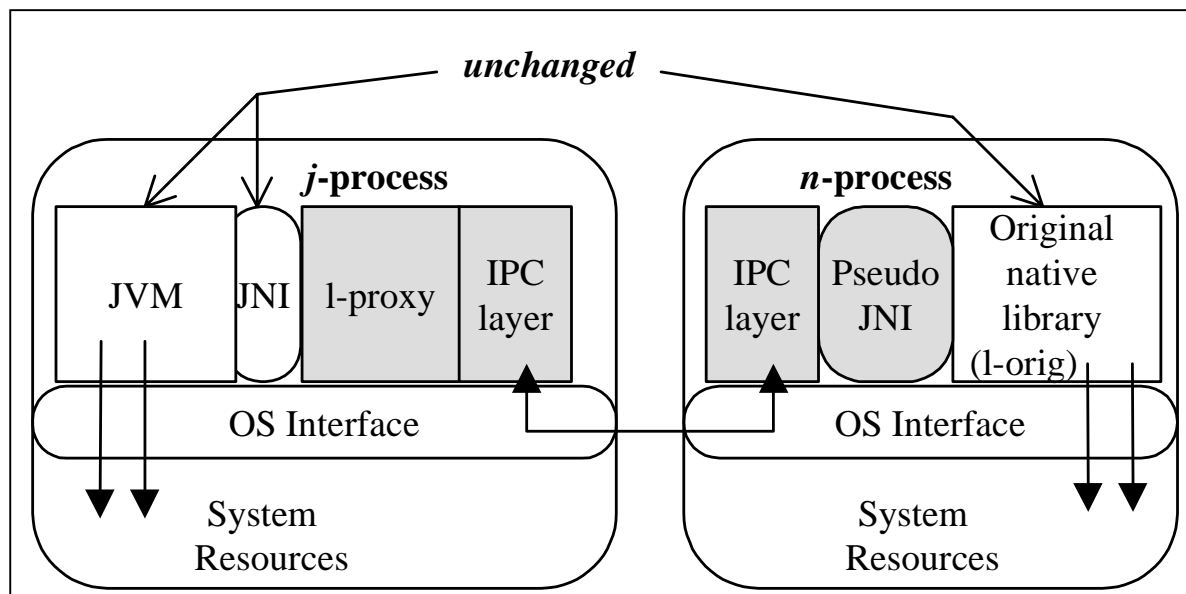 unchanged
j-process
JVM
JNI
l-proxy
IPC
layer
OS Interface
System
Resources
n-process
IPC
layer
Pseudo
JNI
Original
native
library
(l-orig)
OS Interface
System
Resources